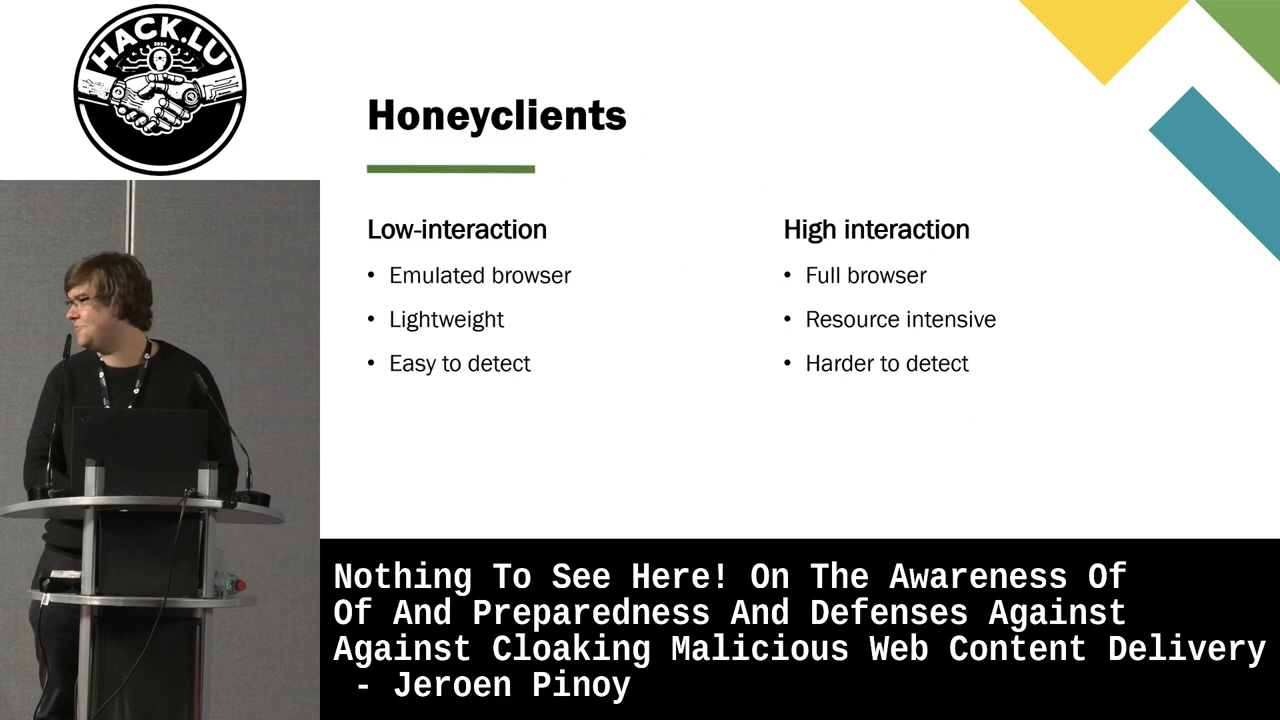 HACK.LU
2024
Honeyclients
Low-interaction
• Emulated browser
• Lightweight
• Easy to detect
High interaction
• Full browser
• Resource intensive
• Harder to detect
Nothing To See Here! On The Awareness Of
Of And Preparedness And Defenses Against
Against Cloaking Malicious Web Content Delivery
- Jeroen Pinoy